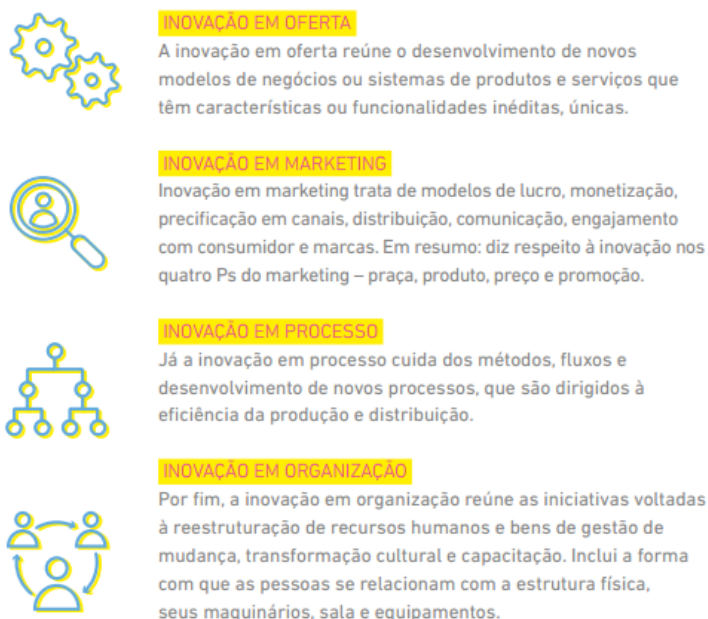 INOVAÇÃO EM OFERTA
A inovação em oferta reúne o desenvolvimento de novos
modelos de negócios ou sistemas de produtos e serviços que
têm características ou funcionalidades inéditas, únicas.
INOVAÇÃO EM MARKETING
Inovação em marketing trata de modelos de lucro, monetização,
precificação em canais, distribuição, comunicação, engajamento
com consumidor e marcas. Em resumo: diz respeito à inovação nos
quatro Ps do marketing – praça, produto, preço e promoção.
INOVAÇÃO EM PROCESSO
Já a inovação em processo cuida dos métodos, fluxos e
desenvolvimento de novos processos, que são dirigidos à
eficiência da produção e distribuição.
INOVAÇÃO EM ORGANIZAÇÃO
Por fim, a inovação em organização reúne as iniciativas voltadas
à reestruturação de recursos humanos e bens de gestão de
mudança, transformação cultural e capacitação. Inclui a forma
com que as pessoas se relacionam com a estrutura física,
seus maquinários, sala e equipamentos.